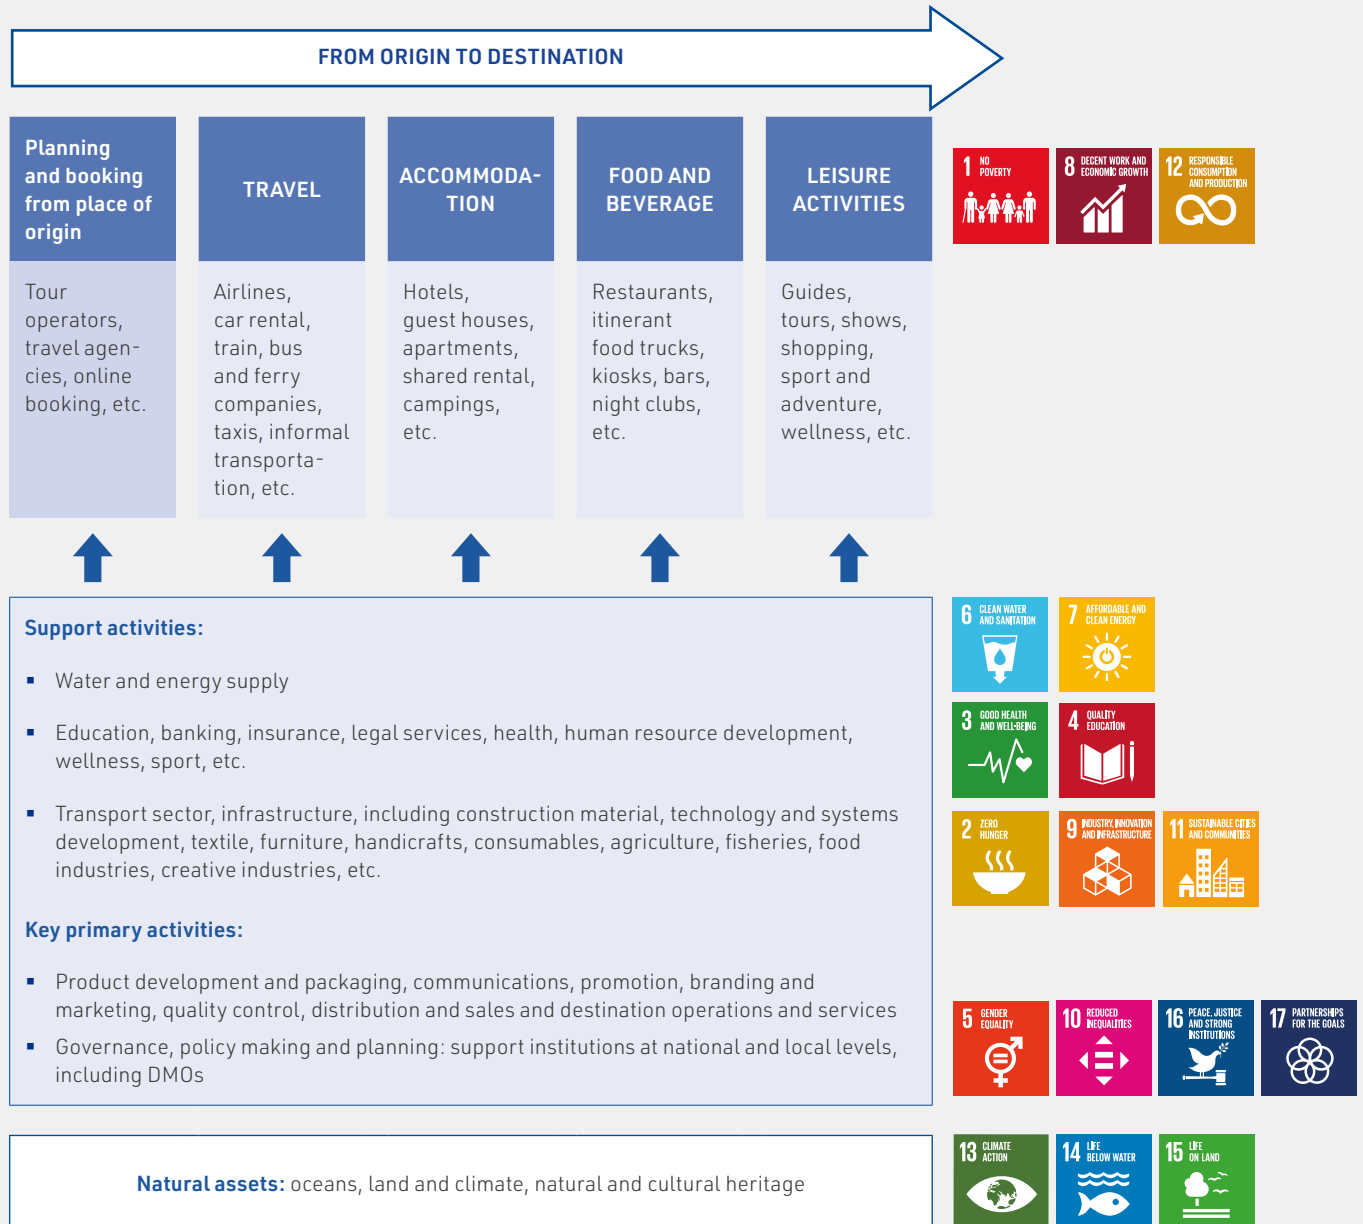 FROM ORIGIN TO DESTINATION
Planning
and booking
from place of
origin
TRAVEL
ACCOMMODA-
TION
FOOD AND
BEVERAGE
LEISURE
ACTIVITIES
1 NO
POVERTY
8 DECENT WORK AND
ECONOMIC GROWTH
12 RESPONSIBLE
CONSUMPTION
AND PRODUCTION
Tour
operators,
travel agen-
cies, online
booking, etc.
Airlines,
car rental,
train, bus
and ferry
companies,
taxis, informal
transporta-
tion, etc.
Hotels,
guest houses,
apartments,
shared rental,
campings,
etc.
Restaurants,
itinerant
food trucks,
kiosks, bars,
night clubs,
etc.
Guides,
tours, shows,
shopping,
sport and
adventure,
wellness, etc.
Support activities:
▪ Water and energy supply
▪ Education, banking, insurance, legal services, health, human resource development,
wellness, sport, etc.
▪ Transport sector, infrastructure, including construction material, technology and systems
development, textile, furniture, handicrafts, consumables, agriculture, fisheries, food
industries, creative industries, etc.
Key primary activities:
▪ Product development and packaging, communications, promotion, branding and
marketing, quality control, distribution and sales and destination operations and services
▪ Governance, policy making and planning: support institutions at national and local levels,
including DMOs
6 CLEAN WATER
AND SANITATION
7 AFFORDABLE AND
CLEAN ENERGY
3 GOOD HEALTH
AND WELL-BEING
4 QUALITY
EDUCATION
2 ZERO
HUNGER
9 INDUSTRY, INNOVATION
AND INFRASTRUCTURE
11 SUSTAINABLE CITIES
AND COMMUNITIES
5 GENDER
EQUALITY
10 REDUCED
INEQUALITIES
16 PEACE, JUSTICE
AND STRONG
INSTITUTIONS
17 PARTNERSHIPS
FOR THE GOALS
Natural assets: oceans, land and climate, natural and cultural heritage
13 CLIMATE
ACTION
14 LIFE
BELOW WATER
15 LIFE
ON LAND